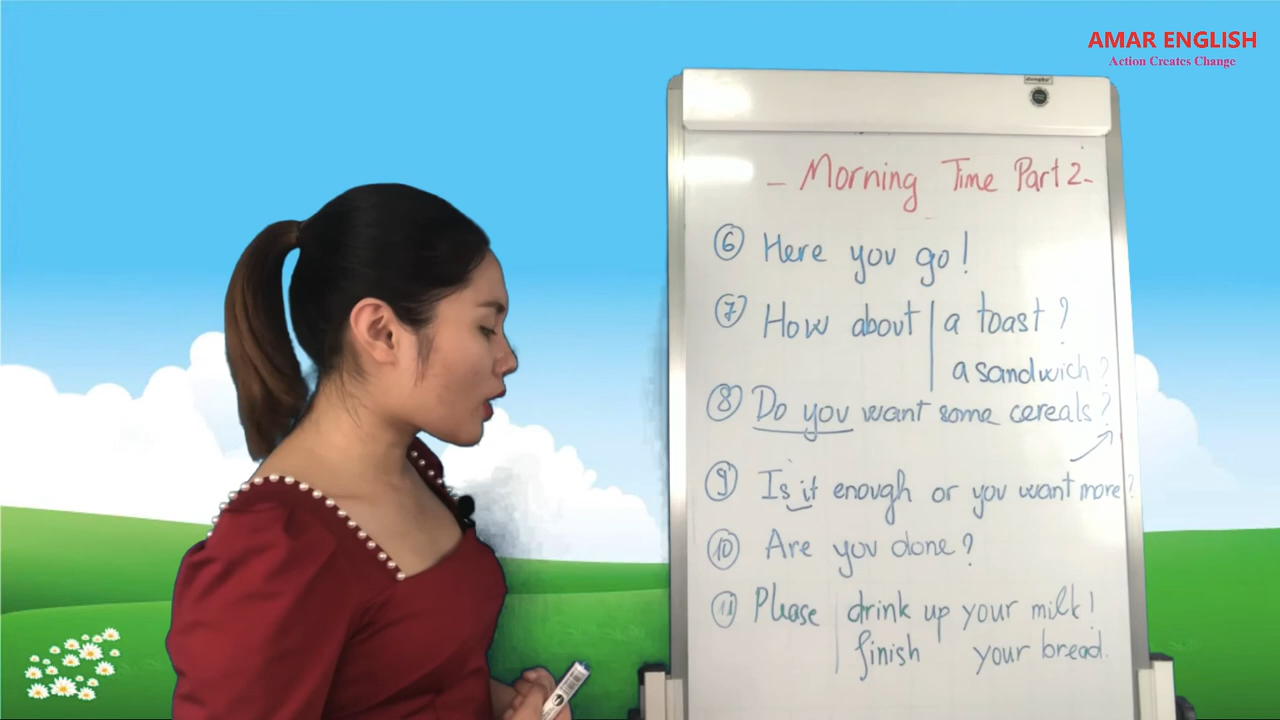 AMAR ENGLISH
Action Creates Change
- Morning Time Part 2-
6 Here you go!
7 How about a toast?
a sandwich?
8 Do you want some cereals?
9 Is it enough or you want more?
10 Are you done?
11 Please drink up your milk!
finish your bread.